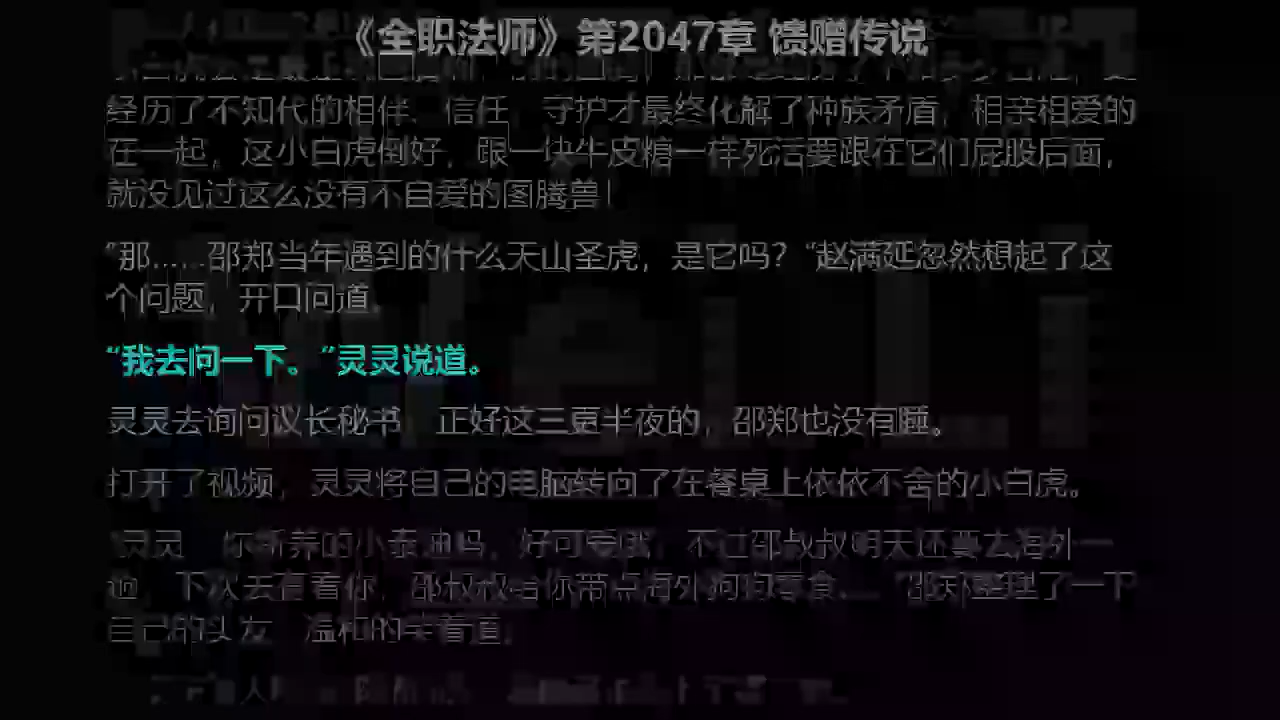 《全职法师》第2047章 馈赠传说
经历了不知代的相伴、信任、守护才最终化解了种族矛盾，相亲相爱的
在一起，这小白虎倒好，跟一块牛皮糖一样死活要跟在它们屁股后面，
就没见过这么没有不自爱的图腾兽！
“那……邵郑当年遇到的什么天山圣虎，是它吗？”赵满延忽然想起了这
个问题，开口问道。
“我去问一下。”灵灵说道。
灵灵去询问议长秘书，正好这三更半夜的，邵郑也没有睡。
打开了视频，灵灵将自己的电脑转向了在餐桌上依依不舍的小白虎。
“灵灵，你新养的小泰迪吗，好可爱哦，不过邵叔叔明天还要去海外一
趟，下次去看看你，邵叔叔给你带点海外狗狗零食……”邵郑整理了一下
自己的头发，温和的笑着道。